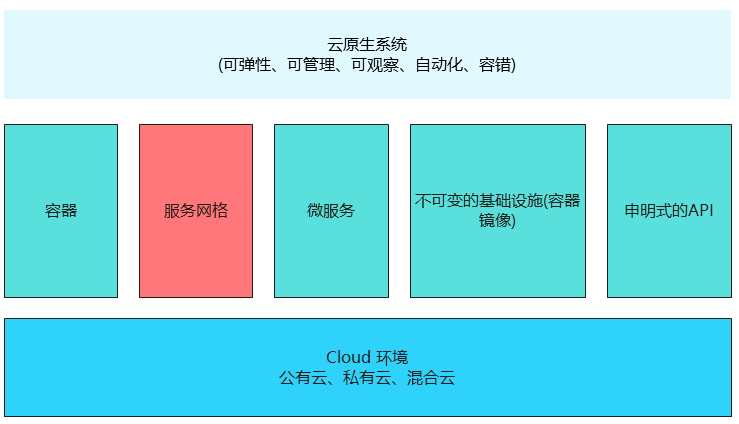 云原生系统
(可弹性、可管理、可观察、自动化、容错)
容器
服务网格
微服务
不可变的基础设施(容器
镜像)
申明式的API
Cloud 环境
公有云、私有云、混合云